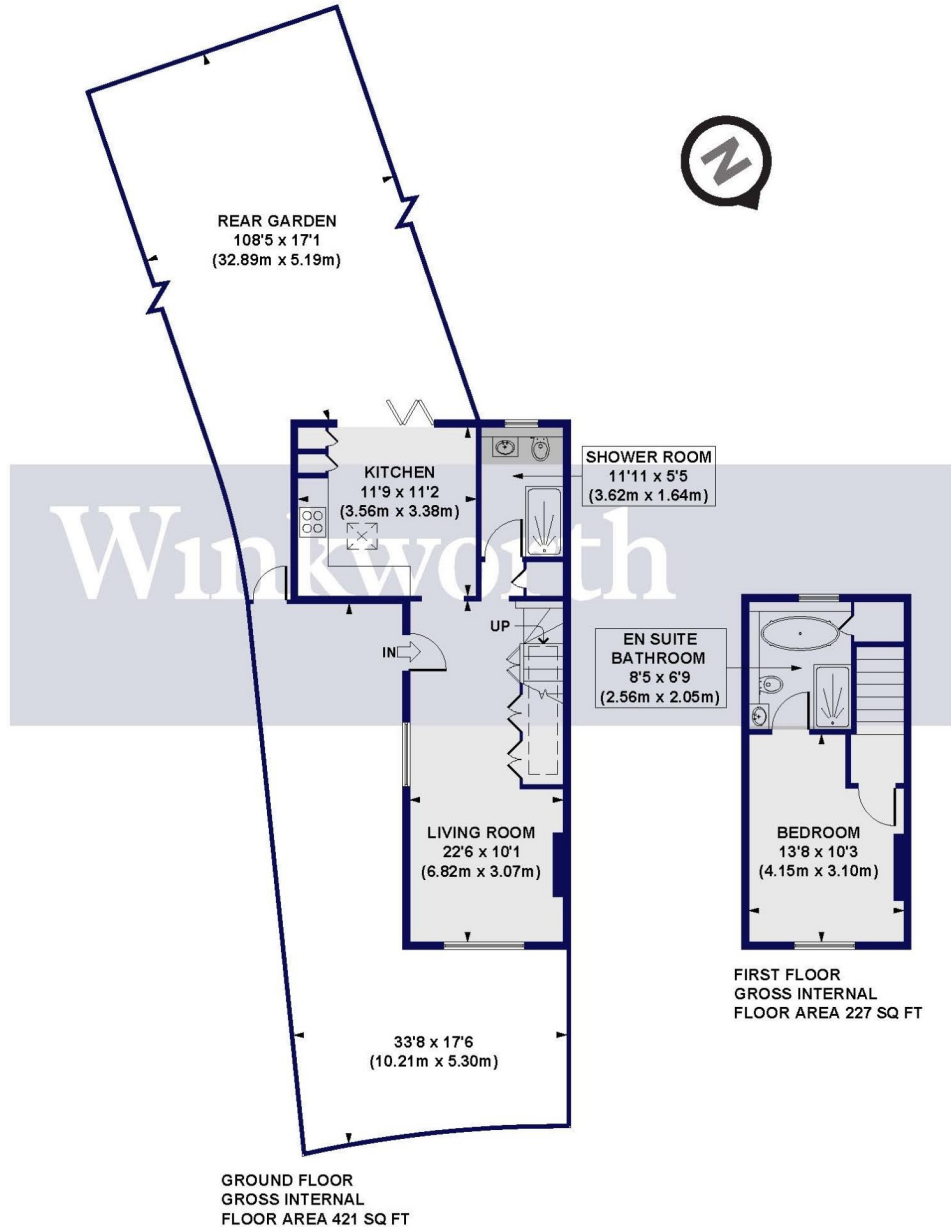 N
REAR GARDEN
108'5 x 17'1
(32.89m x 5.19m)
KITCHEN
11'9 x 11'2
(3.56m x 3.38m)
SHOWER ROOM
11'11 x 5'5
(3.62m x 1.64m)
Winkworth
UP
IN
EN SUITE
BATHROOM
8'5 x 6'9
(2.56m x 2.05m)
LIVING ROOM
22'6 x 10'1
(6.82m x 3.07m)
BEDROOM
13'8 x 10'3
(4.15m x 3.10m)
FIRST FLOOR
GROSS INTERNAL
FLOOR AREA 227 SQ FT
33'8 x 17'6
(10.21m x 5.30m)
GROUND FLOOR
GROSS INTERNAL
FLOOR AREA 421 SQ FT